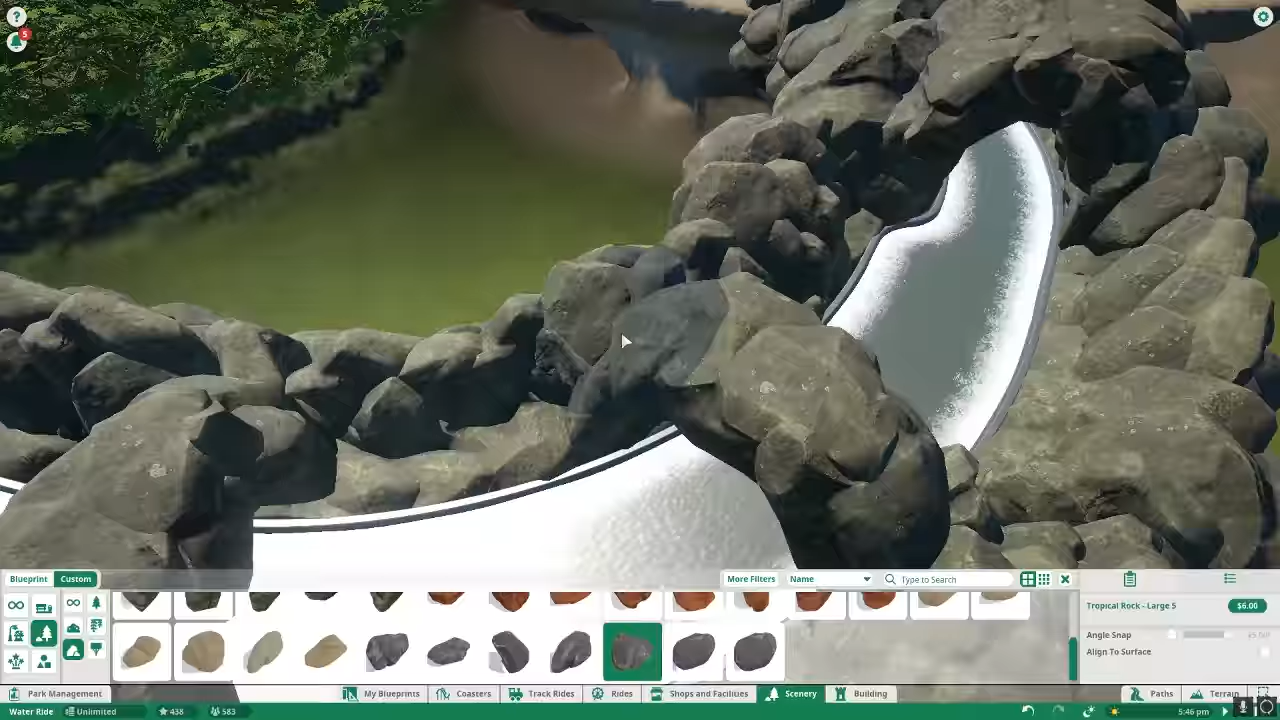 ?
5
Blueprint
Custom
More Filters
Name
Type to Search
Tropical Rock - Large 5
$6.00
Angle Snap
Align To Surface
Park Management
My Blueprints
Coasters
Track Rides
Rides
Shops and Facilities
Scenery
Building
Paths
Terrain
Water Ride
Unlimited
438
583
5:46 pm